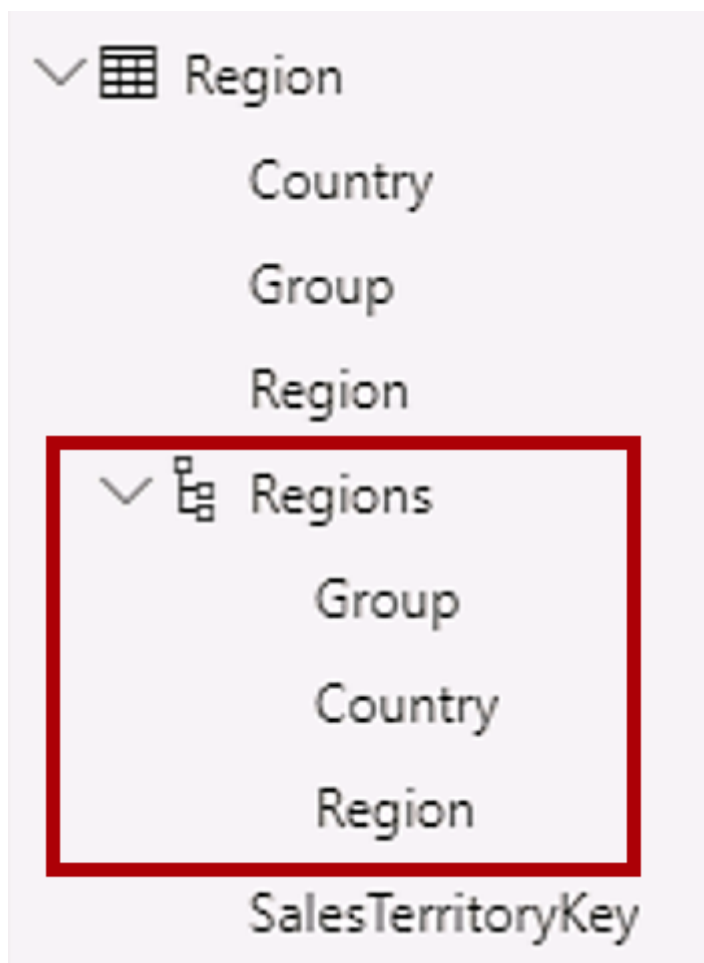 Region
Country
Group
Region
Regions
Group
Country
Region
SalesTerritoryKey